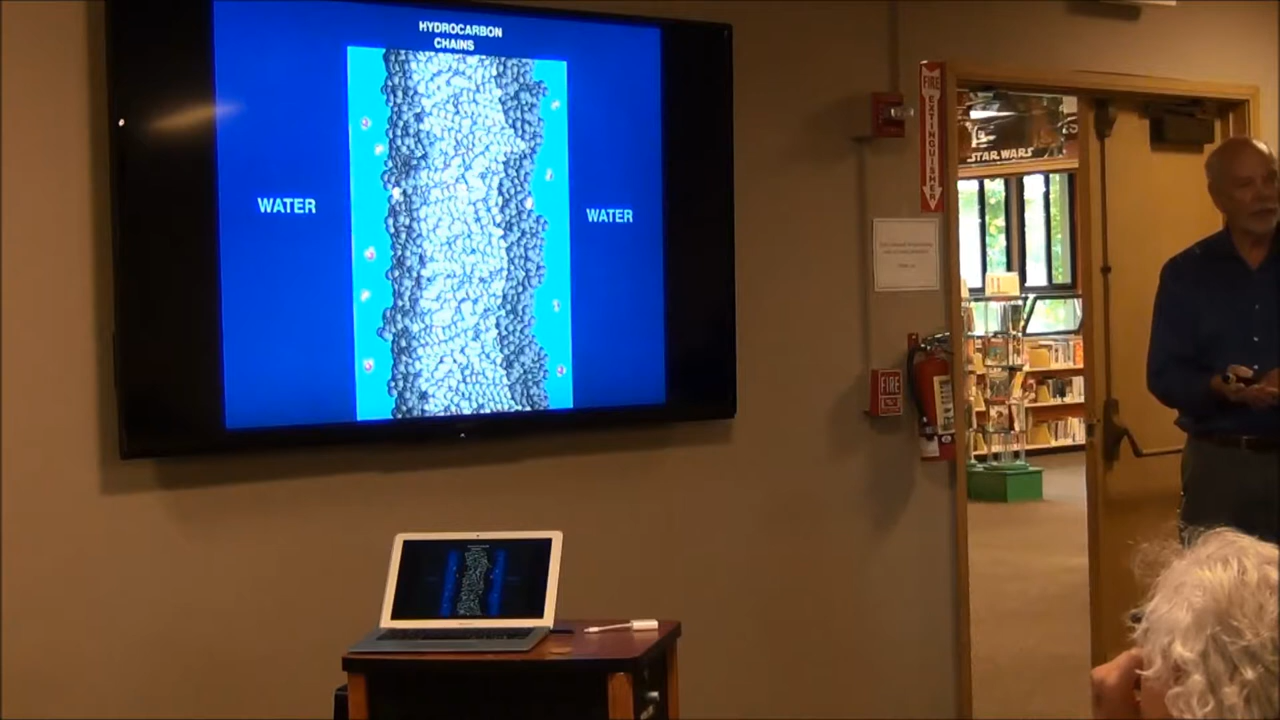 HYDROCARBON
CHAINS
WATER
WATER
FIRE
EXTINGUISHER
STAR WARS
FIRE